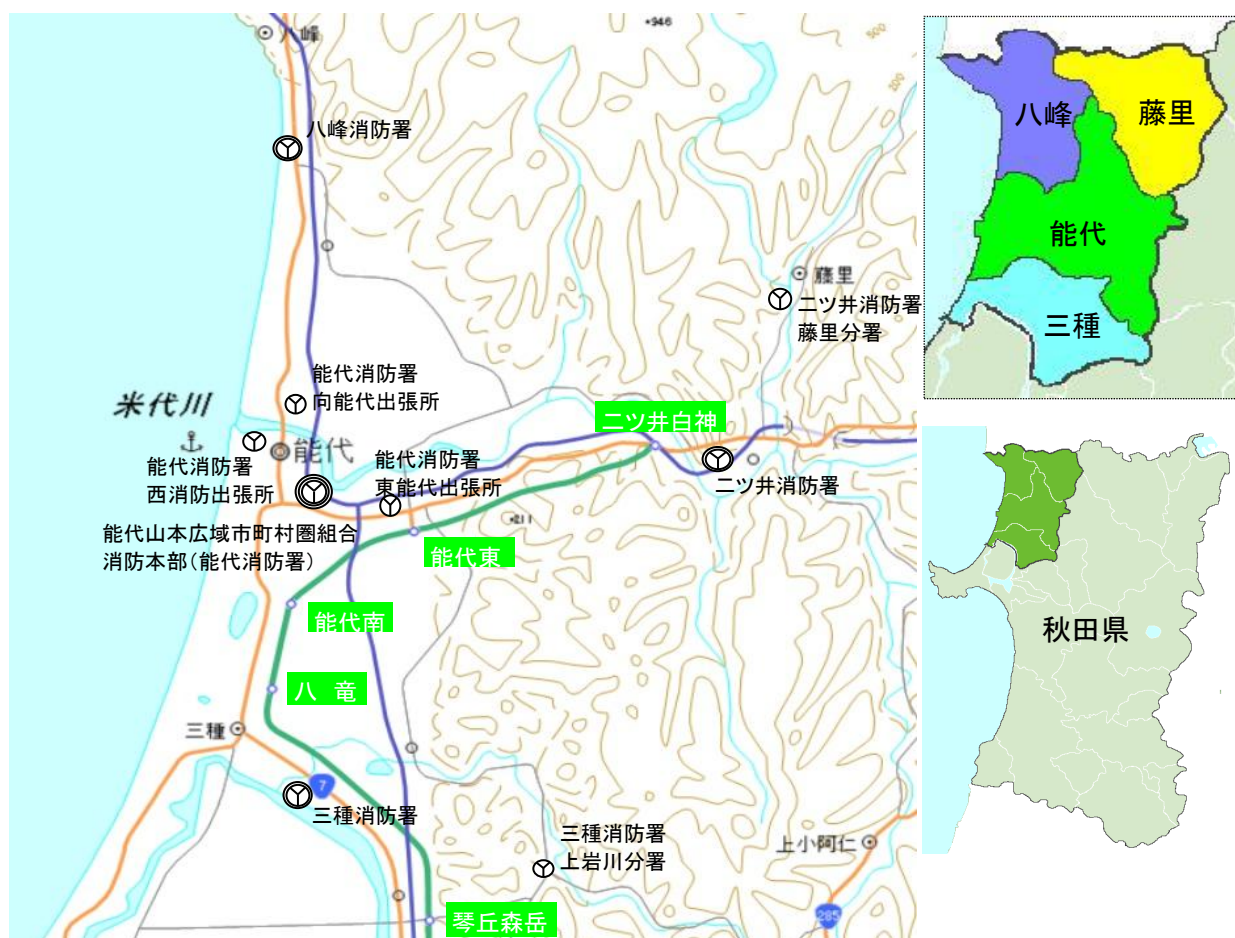 +946
八峰
500
200
八峰消防署
藤里
二ツ井消防署
藤里分署
能代消防署
向能代出張所
米代川
能代
二ツ井白神
能代消防署
西消防出張所
能代消防署
東能代出張所
二ツ井消防署
能代山本広域市町村圏組合
消防本部(能代消防署)
+211
能代東
能代南
八 竜
三種
7
三種消防署
三種消防署
上岩川分署
上小阿仁
285
琴丘森岳
八峰
藤里
能代
三種
秋田県